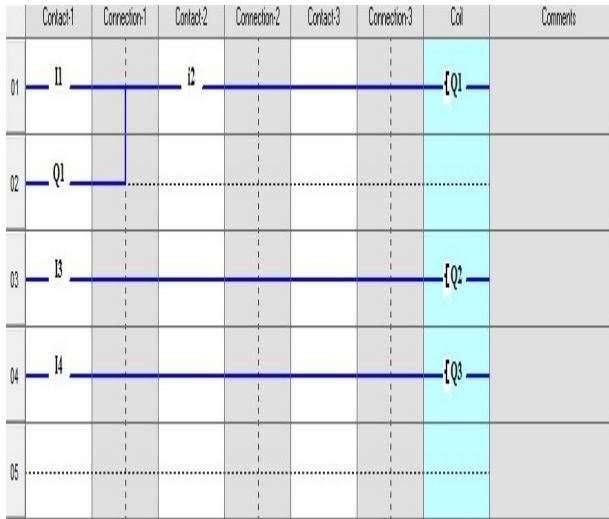 Contact-1 Connection-1 Contact-2 Connection-2 Contact-3 Connection-3 Coil Comments
01 I1 i2 [Q1
02 Q1
03 I3 [Q2
04 I4 [Q3
05